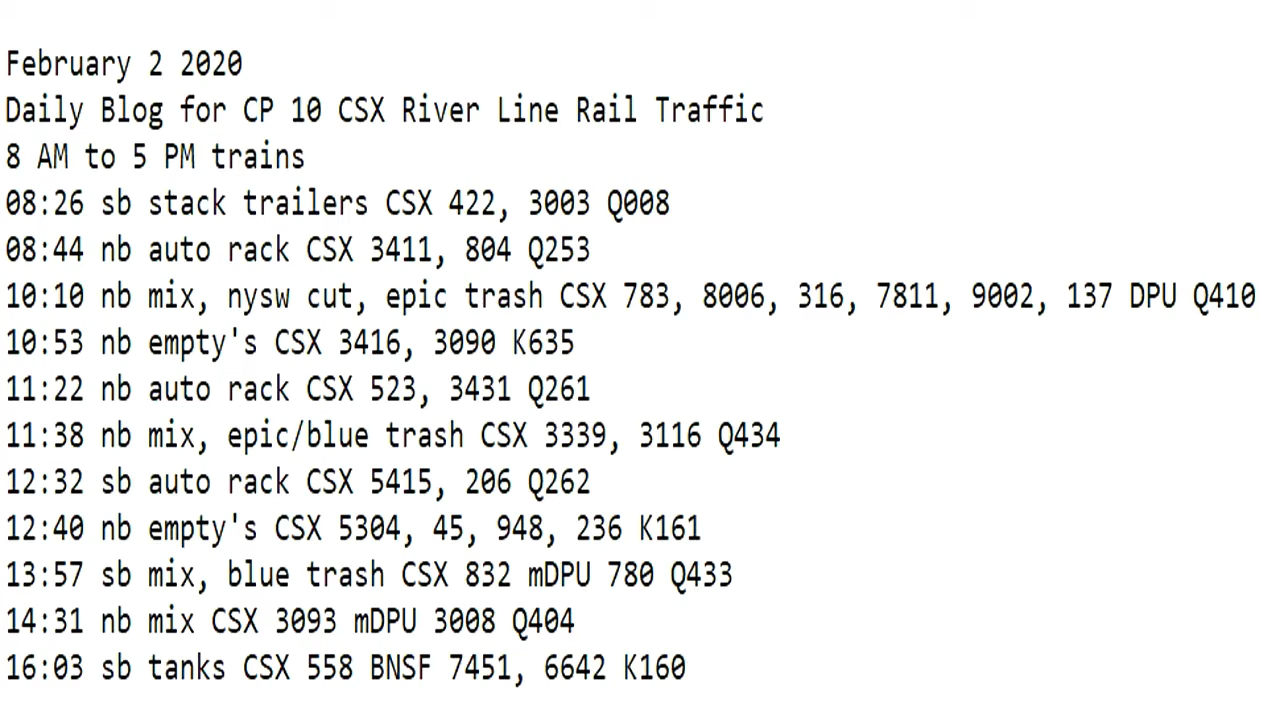 February 2 2020
Daily Blog for CP 10 CSX River Line Rail Traffic
8 AM to 5 PM trains
08:26 sb stack trailers CSX 422, 3003 Q008
08:44 nb auto rack CSX 3411, 804 Q253
10:10 nb mix, nysw cut, epic trash CSX 783, 8006, 316, 7811, 9002, 137 DPU Q410
10:53 nb empty's CSX 3416, 3090 K635
11:22 nb auto rack CSX 523, 3431 Q261
11:38 nb mix, epic/blue trash CSX 3339, 3116 Q434
12:32 sb auto rack CSX 5415, 206 Q262
12:40 nb empty's CSX 5304, 45, 948, 236 K161
13:57 sb mix, blue trash CSX 832 mDPU 780 Q433
14:31 nb mix CSX 3093 mDPU 3008 Q404
16:03 sb tanks CSX 558 BNSF 7451, 6642 K160